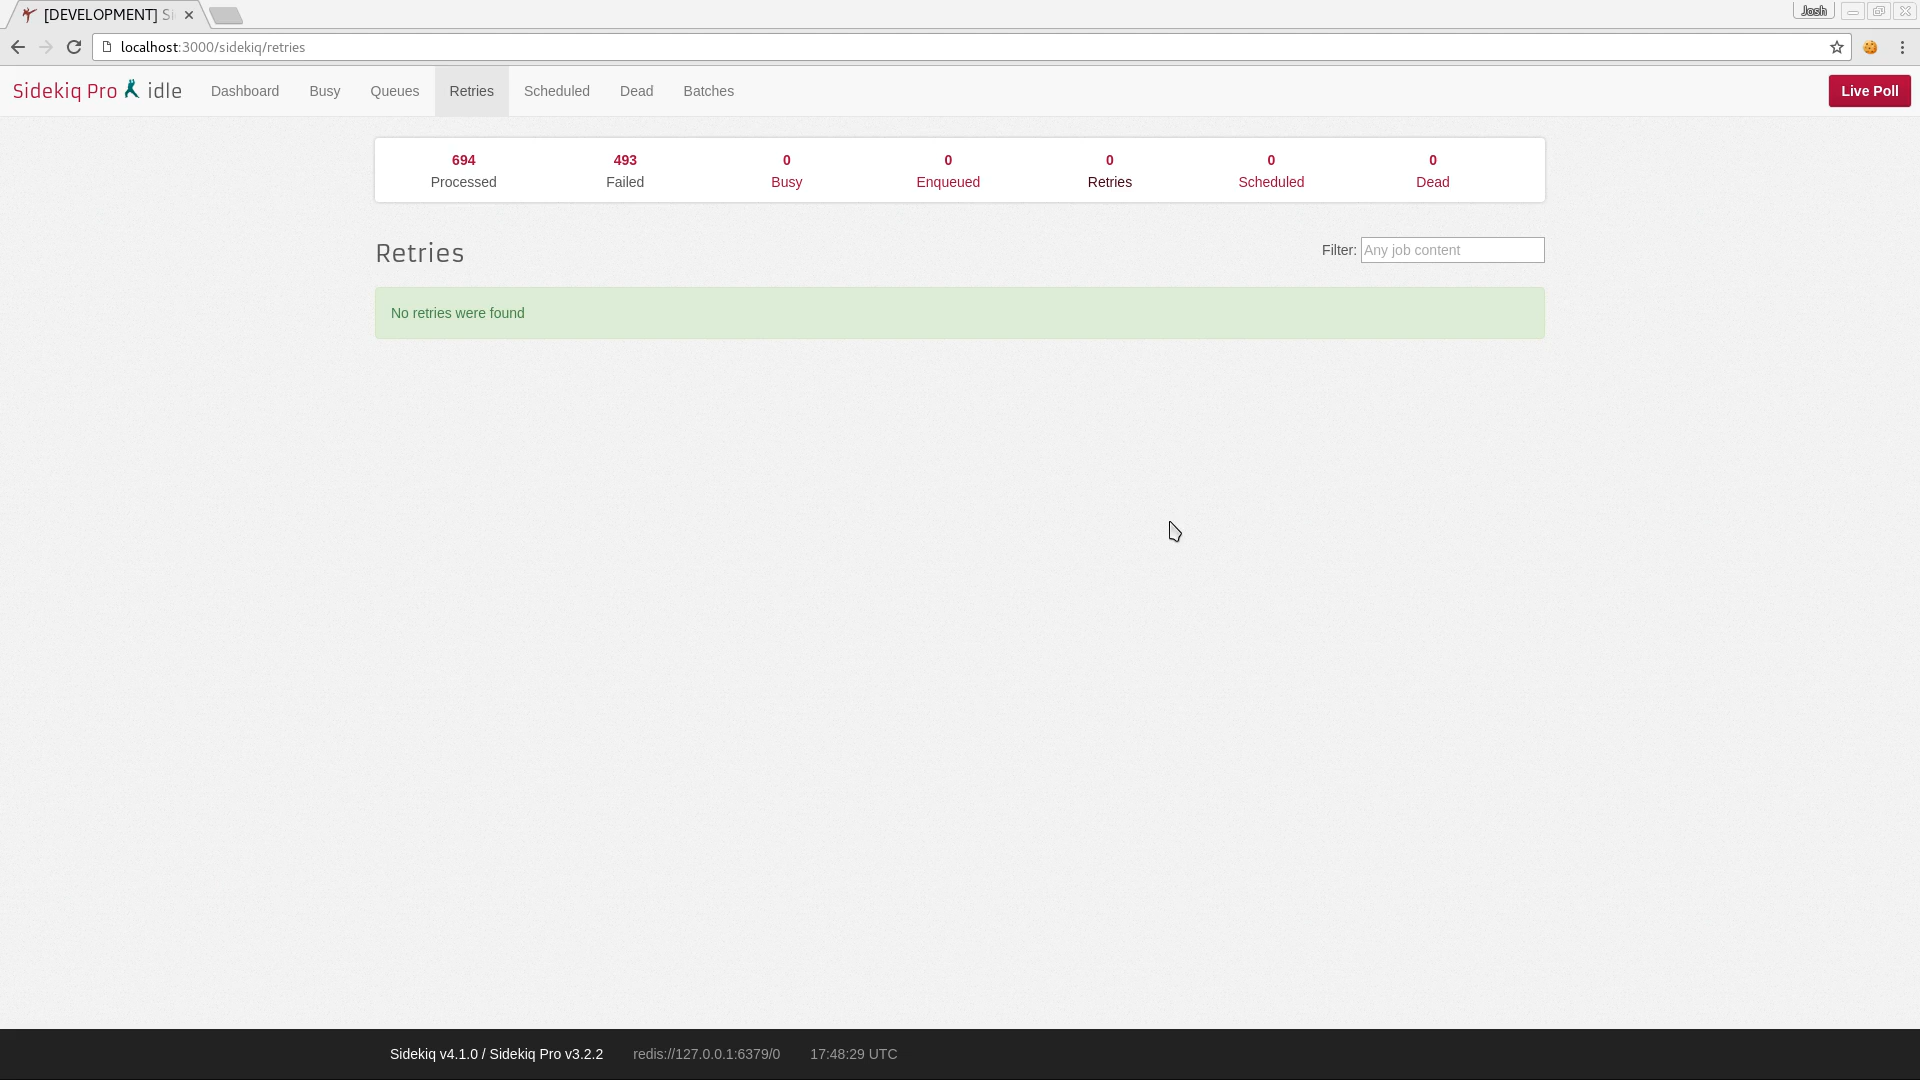 [DEVELOPMENT] Si
Josh
localhost:3000/sidekiq/retries
Sidekiq Pro idle Dashboard Busy Queues Retries Scheduled Dead Batches Live Poll
694 493 0 0 0 0 0
Processed Failed Busy Enqueued Retries Scheduled Dead
Retries Filter: Any job content
No retries were found
Sidekiq v4.1.0 / Sidekiq Pro v3.2.2 redis://127.0.0.1:6379/0 17:48:29 UTC